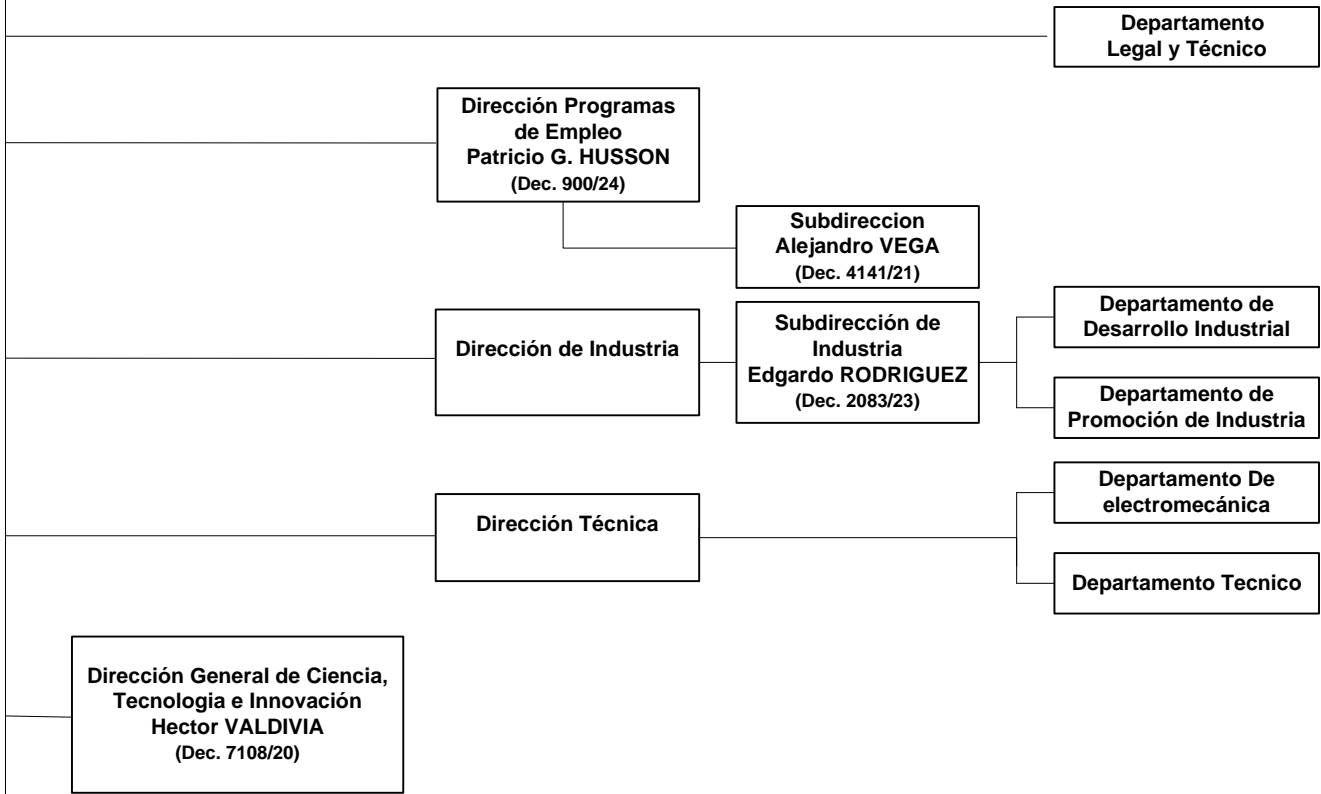 Departamento
Legal y Técnico
Dirección Programas
de Empleo
Patricio G. HUSSON
(Dec. 900/24)
Subdireccion
Alejandro VEGA
(Dec. 4141/21)
Dirección de Industria
Subdirección de
Industria
Edgardo RODRIGUEZ
(Dec. 2083/23)
Departamento de
Desarrollo Industrial
Departamento de
Promoción de Industria
Dirección Técnica
Departamento De
electromecánica
Departamento Tecnico
Dirección General de Ciencia,
Tecnologia e Innovación
Hector VALDIVIA
(Dec. 7108/20)